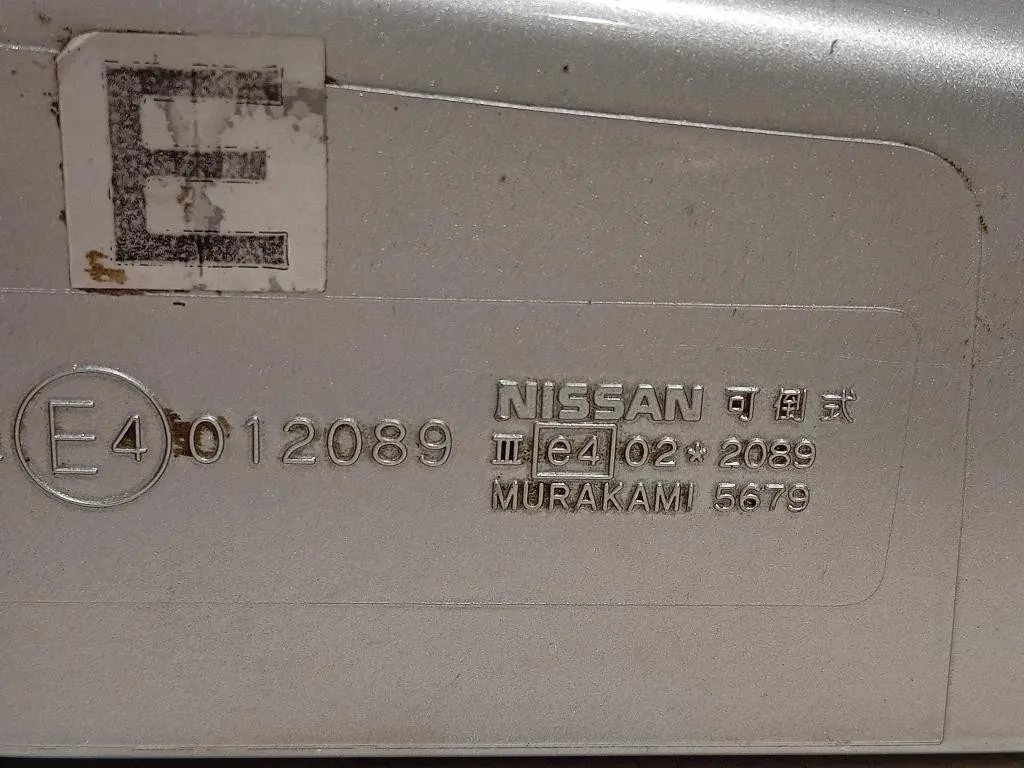 E
E4 012089
NISSAN 可倒式
III e4 02*2089
MURAKAMI 5679